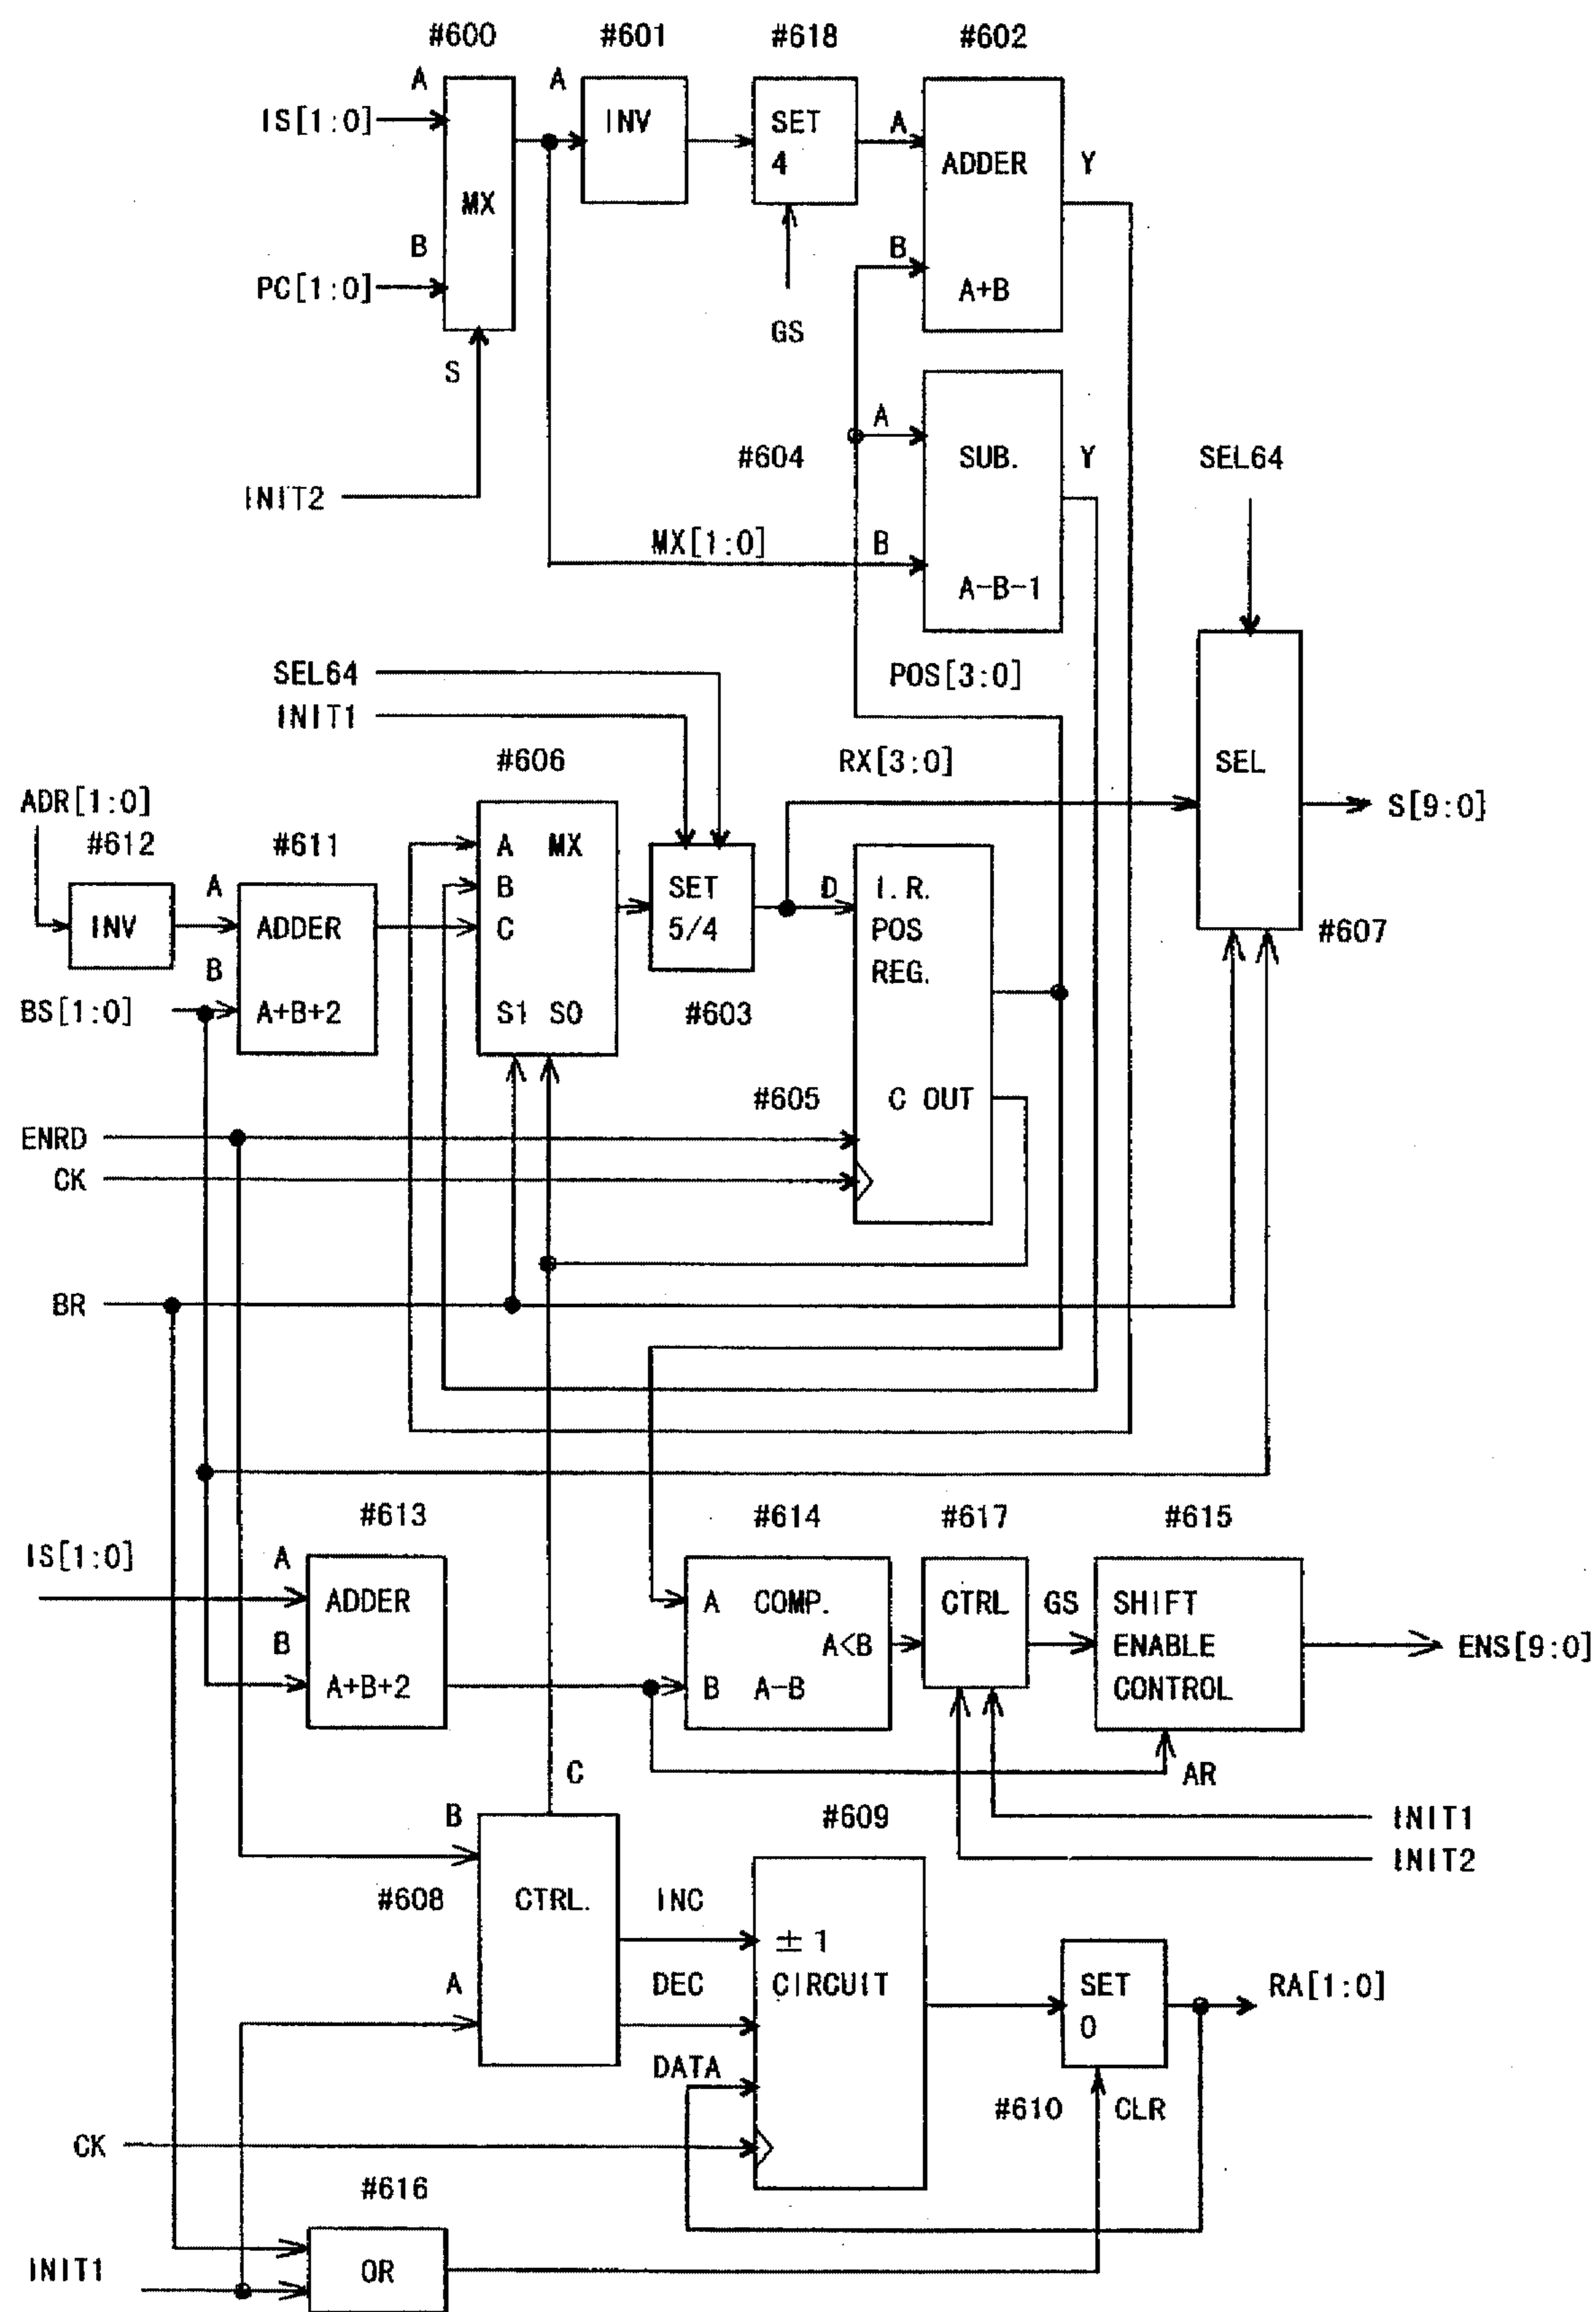 #600 #601 #618 #602
A A
IS[1:0] INV SET A
4 ADDER Y
MX
B B
PC[1:0] A+B
GS
S
A
#604 SUB. Y SEL64
INIT2
MX[1:0] B
A-B-1
SEL64 POS[3:0]
INIT1
#606 RX[3:0] SEL
ADR[1:0] S[9:0]
#612 #611
A MX
A B SET D I.R.
INV ADDER C 5/4 POS #607
B REG.
BS[1:0] A+B+2 S1 S0 #603
#605 C OUT
ENRD
CK
BR
#613 #614 #617 #615
IS[1:0] A
ADDER A COMP. CTRL GS SHIFT
B A<B ENABLE ENS[9:0]
A+B+2 B A-B CONTROL
C AR
B #609 INIT1
INIT2
#608 CTRL. INC
±1
A DEC CIRCUIT SET RA[1:0]
0
DATA
#610 CLR
CK
#616
INIT1 OR